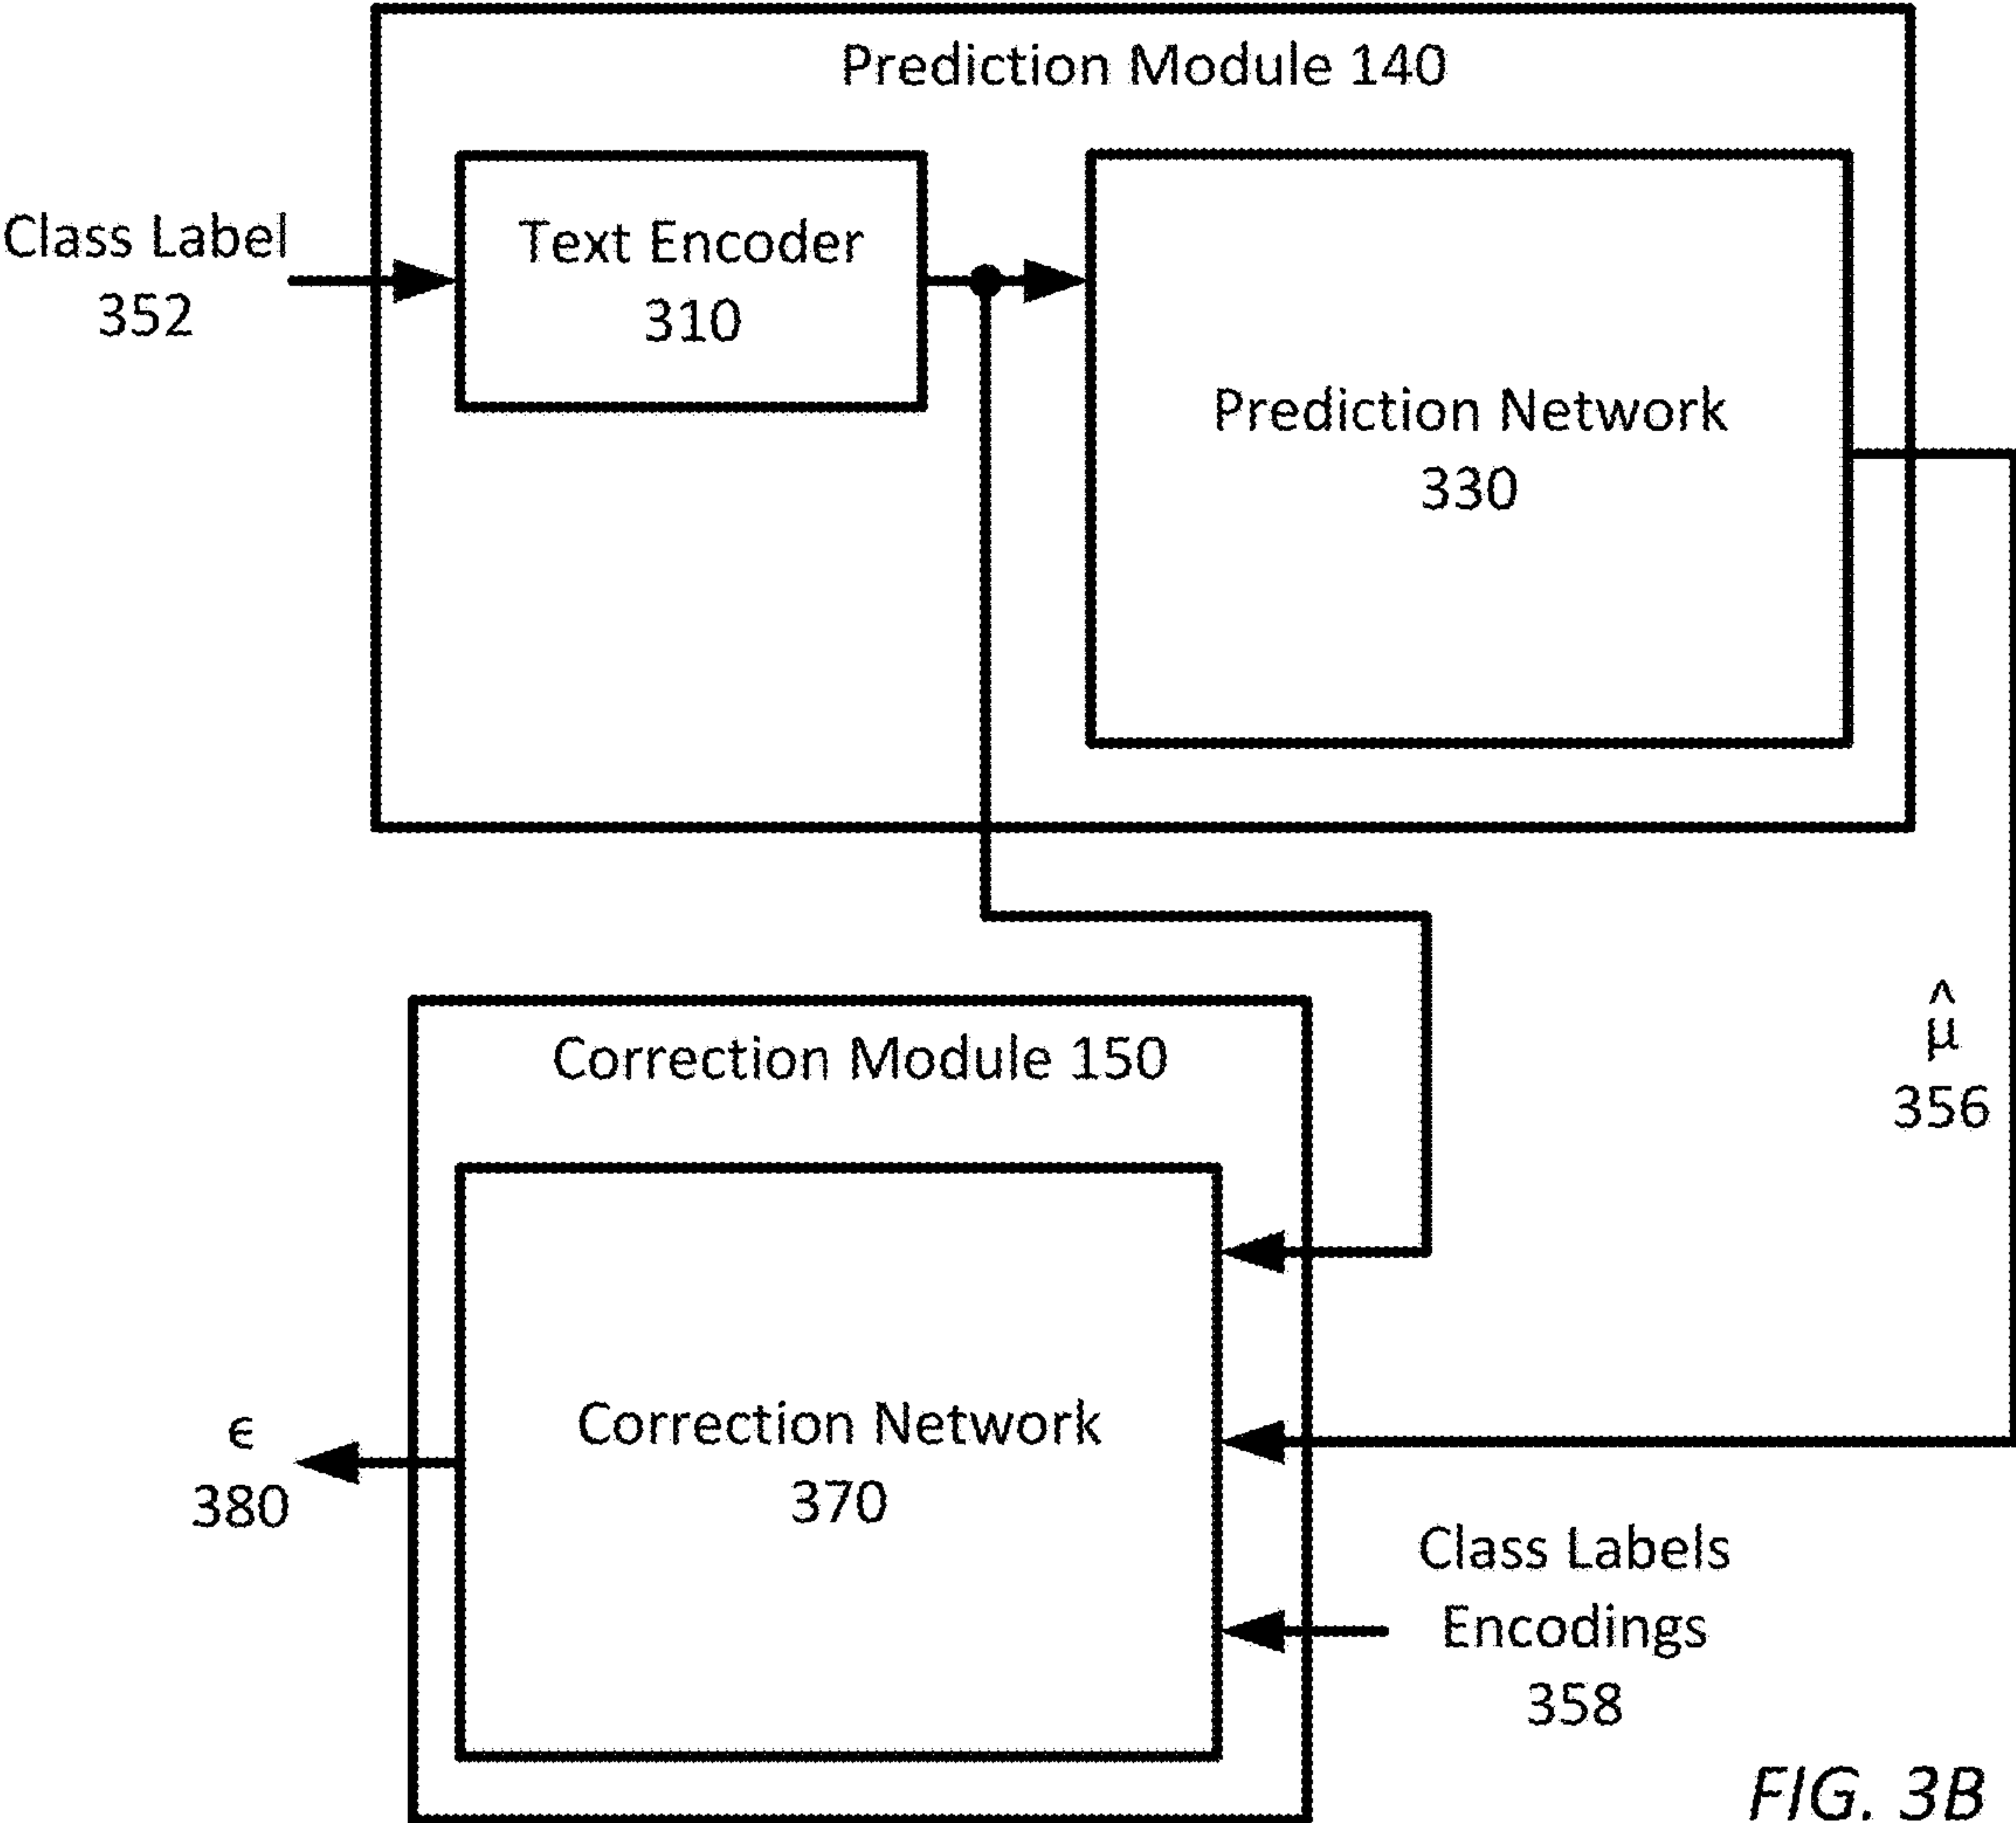 Prediction Module 140
Class Label
352
Text Encoder
310
Prediction Network
330
^
μ
356
Correction Module 150
Correction Network
370
ϵ
380
Class Labels
Encodings
358
FIG. 3B